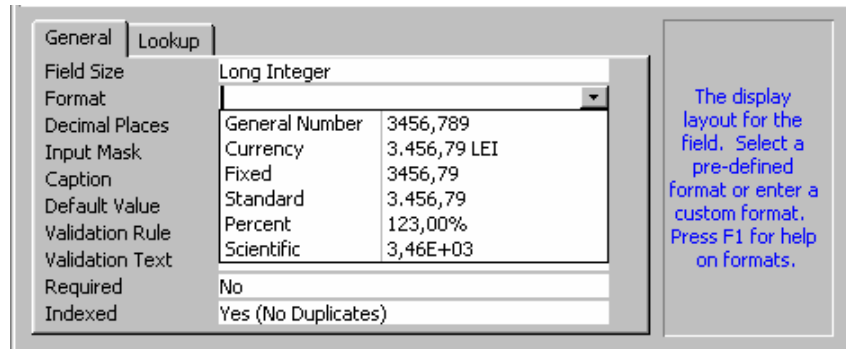 General Lookup
Field Size Long Integer
Format
Decimal Places General Number 3456,789
Input Mask Currency 3.456,79 LEI
Caption Fixed 3456,79
Default Value Standard 3.456,79
Validation Rule Percent 123,00%
Validation Text Scientific 3,46E+03
Required No
Indexed Yes (No Duplicates)
The display
layout for the
field. Select a
pre-defined
format or enter a
custom format.
Press F1 for help
on formats.